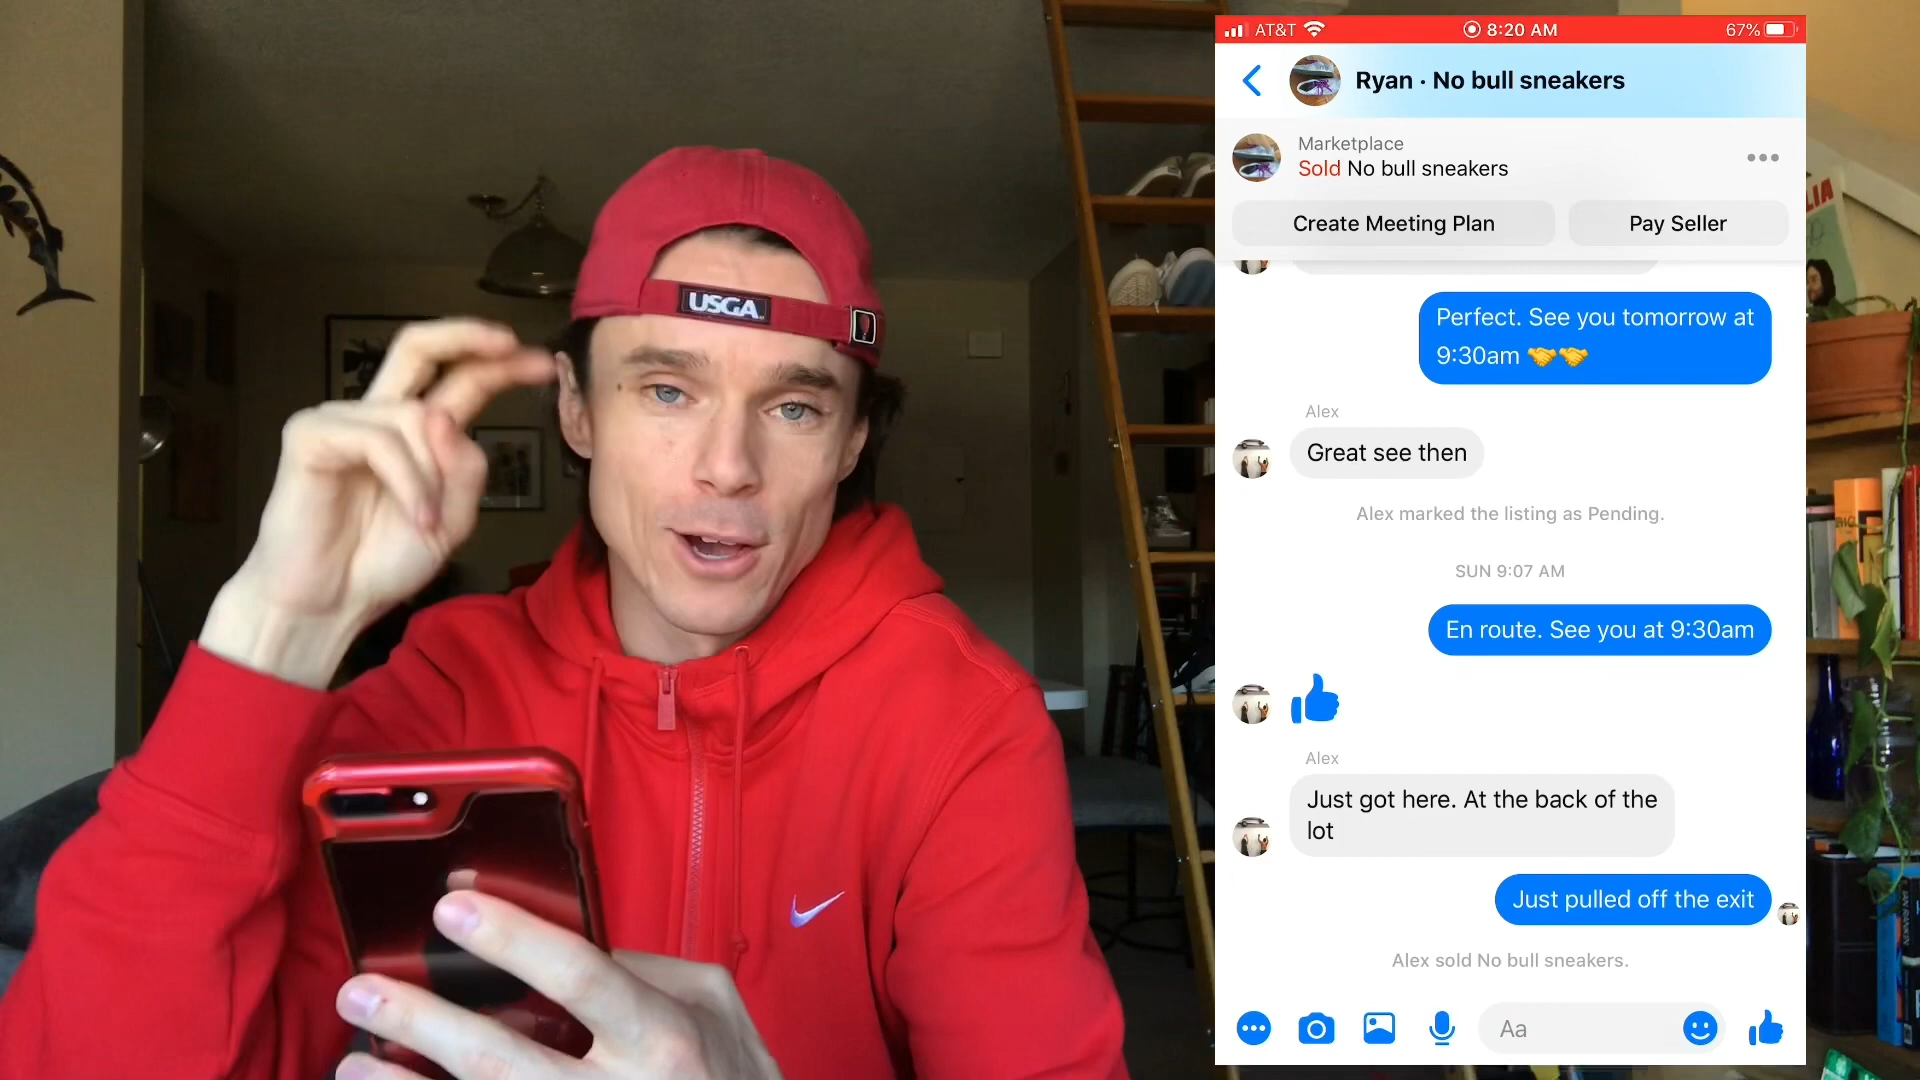 AT&T
8:20 AM
67%
Ryan · No bull sneakers
Marketplace
Sold No bull sneakers
Create Meeting Plan
Pay Seller
Perfect. See you tomorrow at
9:30am 🤝🤝
Alex
Great see then
Alex marked the listing as Pending.
SUN 9:07 AM
En route. See you at 9:30am
Alex
Just got here. At the back of the
lot
Just pulled off the exit
Alex sold No bull sneakers.
Aa
USGA
LIA